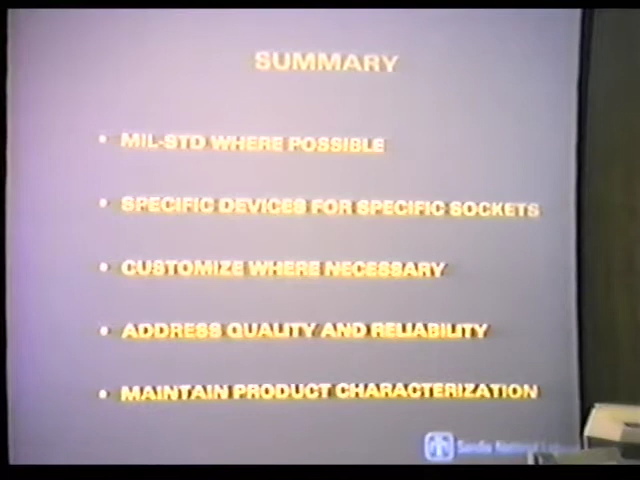 SUMMARY
• MIL-STD WHERE POSSIBLE
• SPECIFIC DEVICES FOR SPECIFIC SOCKETS
• CUSTOMIZE WHERE NECESSARY
• ADDRESS QUALITY AND RELIABILITY
• MAINTAIN PRODUCT CHARACTERIZATION
Sandia National